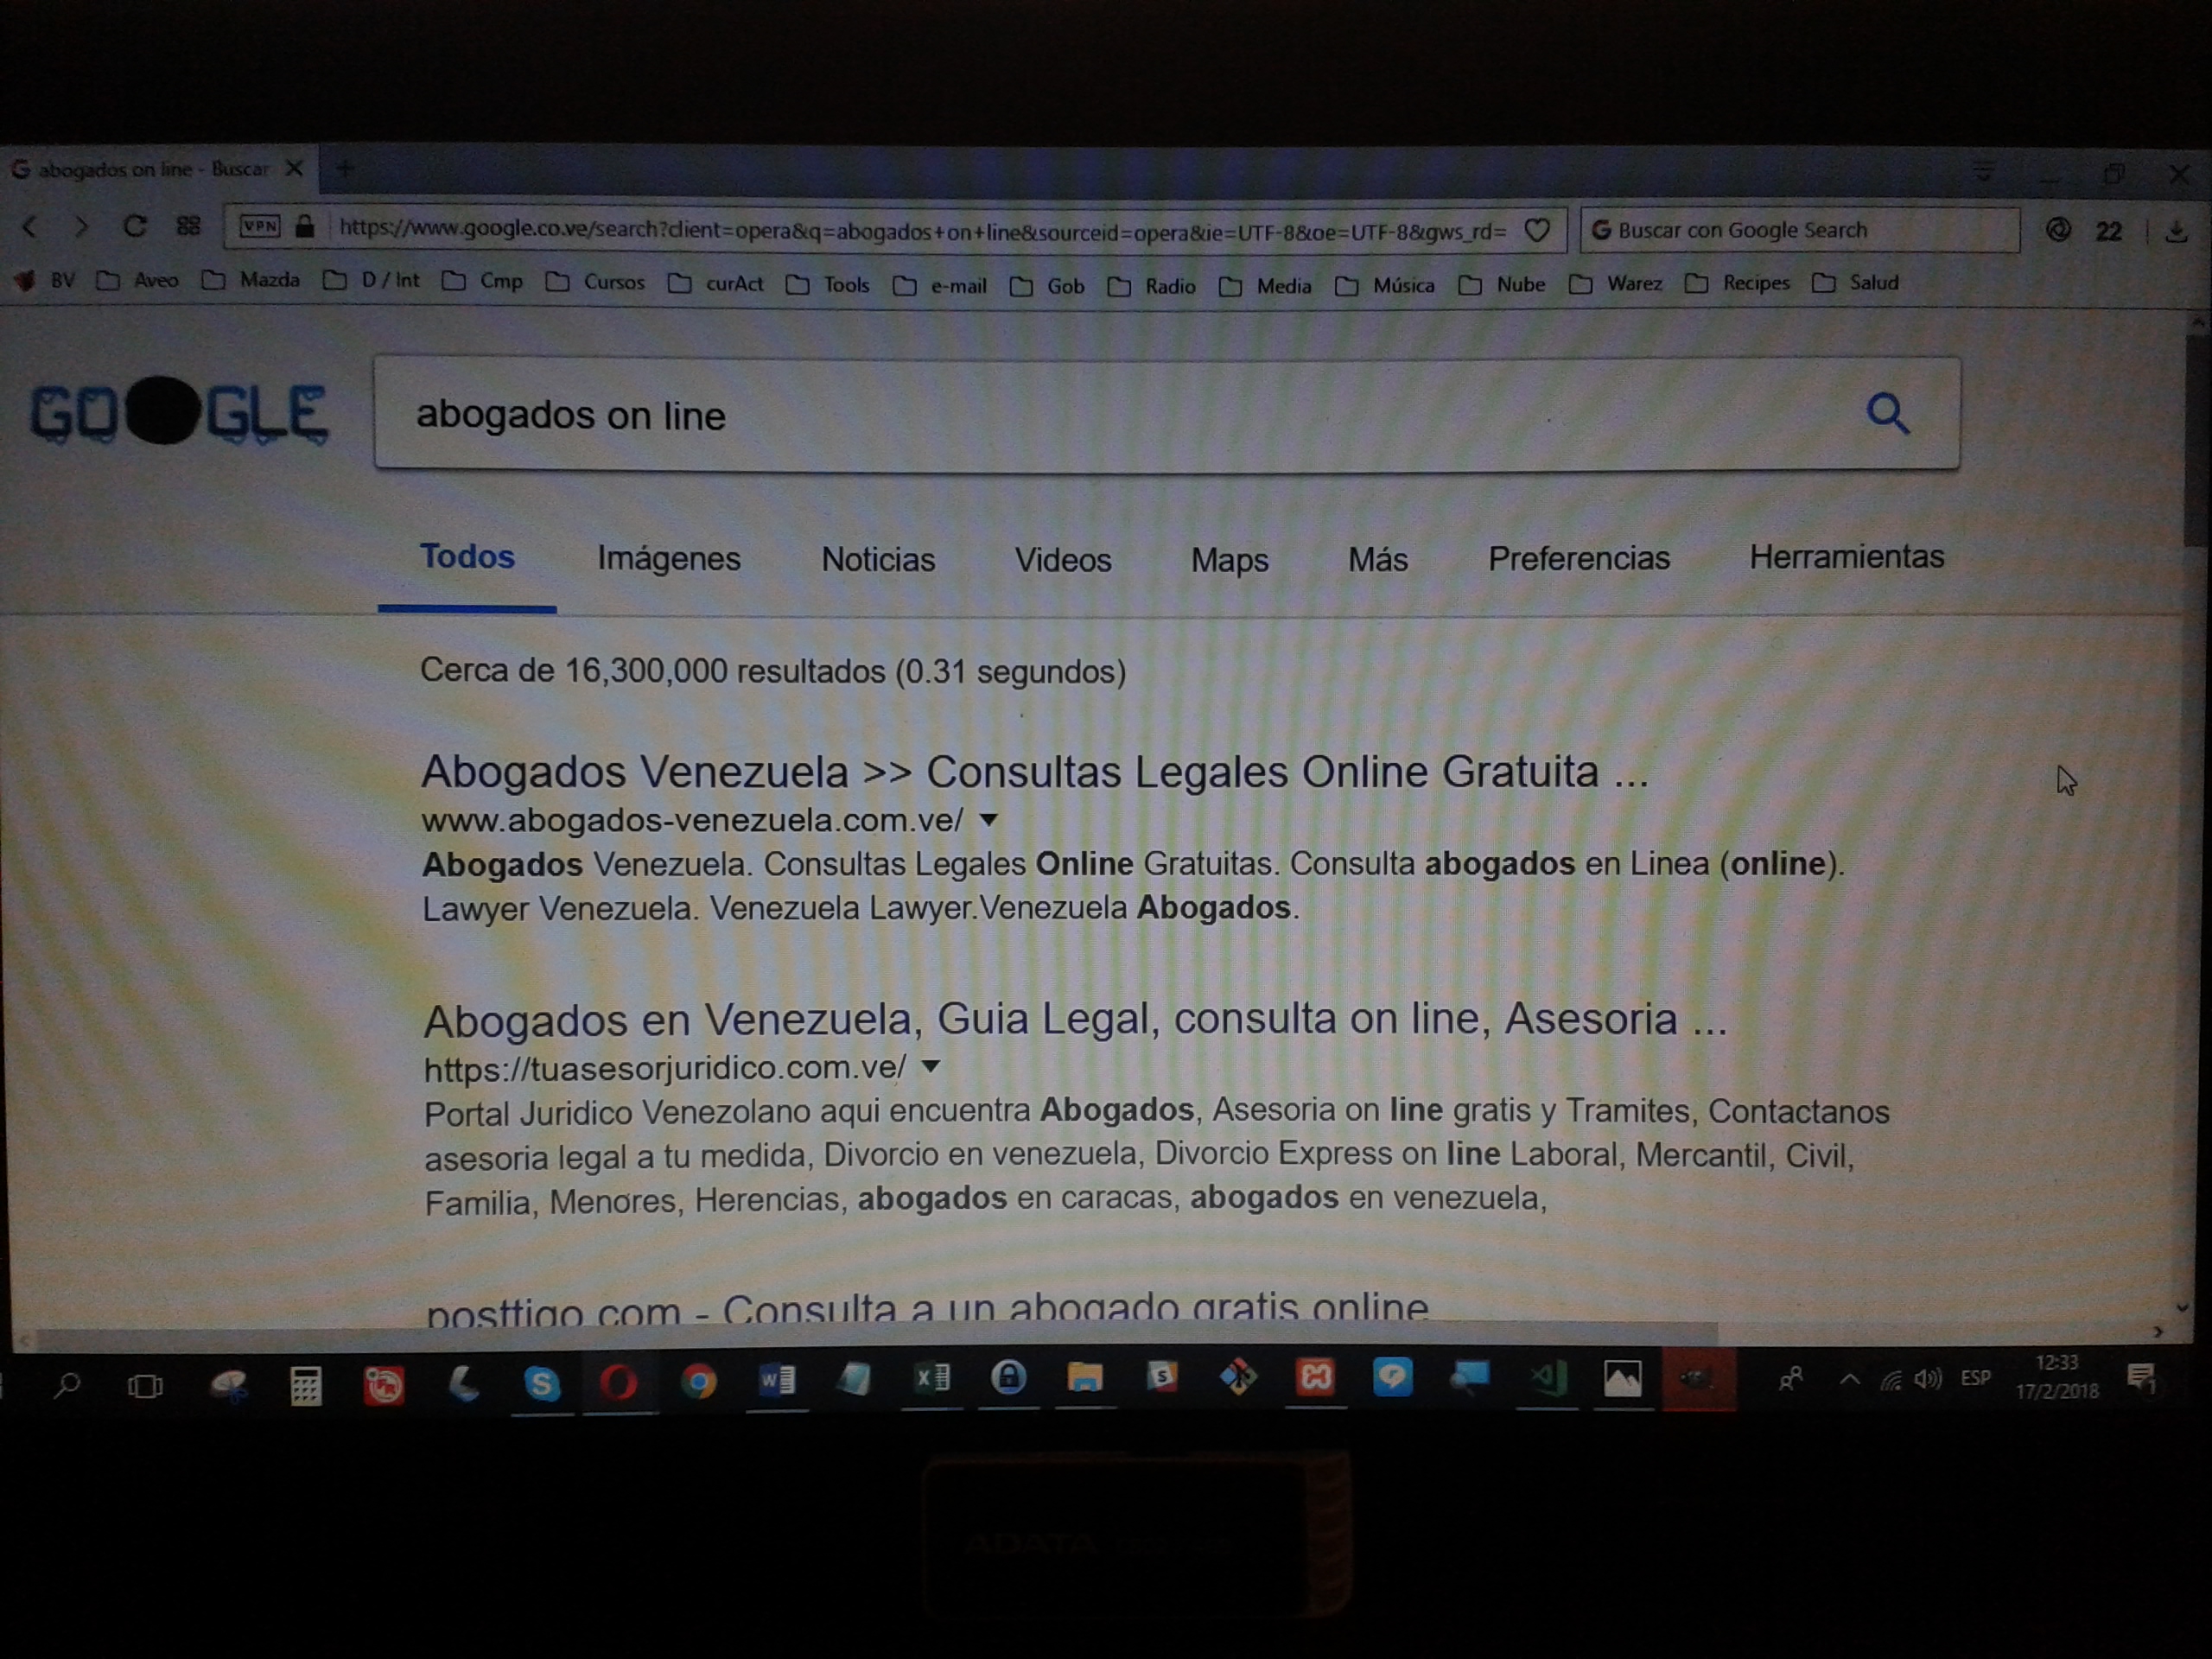 abogados on line - Buscar
VPN https://www.google.co.ve/search?client=opera&q=abogados+on+line&sourceid=opera&ie=UTF-8&oe=UTF-8&gws_rd= G Buscar con Google Search 22
BV Aveo Mazda D / Int Cmp Cursos curAct Tools e-mail Gob Radio Media Música Nube Warez Recipes Salud
GOOGLE abogados on line
Todos Imágenes Noticias Videos Maps Más Preferencias Herramientas
Cerca de 16,300,000 resultados (0.31 segundos)
Abogados Venezuela >> Consultas Legales Online Gratuita ...
www.abogados-venezuela.com.ve/
Abogados Venezuela. Consultas Legales Online Gratuitas. Consulta abogados en Linea (online).
Lawyer Venezuela. Venezuela Lawyer.Venezuela Abogados.
Abogados en Venezuela, Guia Legal, consulta on line, Asesoria ...
https://tuasesorjuridico.com.ve/
Portal Juridico Venezolano aqui encuentra Abogados, Asesoria on line gratis y Tramites, Contactanos
asesoria legal a tu medida, Divorcio en venezuela, Divorcio Express on line Laboral, Mercantil, Civil,
Familia, Menores, Herencias, abogados en caracas, abogados en venezuela,
posttigo.com - Consulta a un abogado gratis online
ESP 12:33
17/2/2018
ADATA